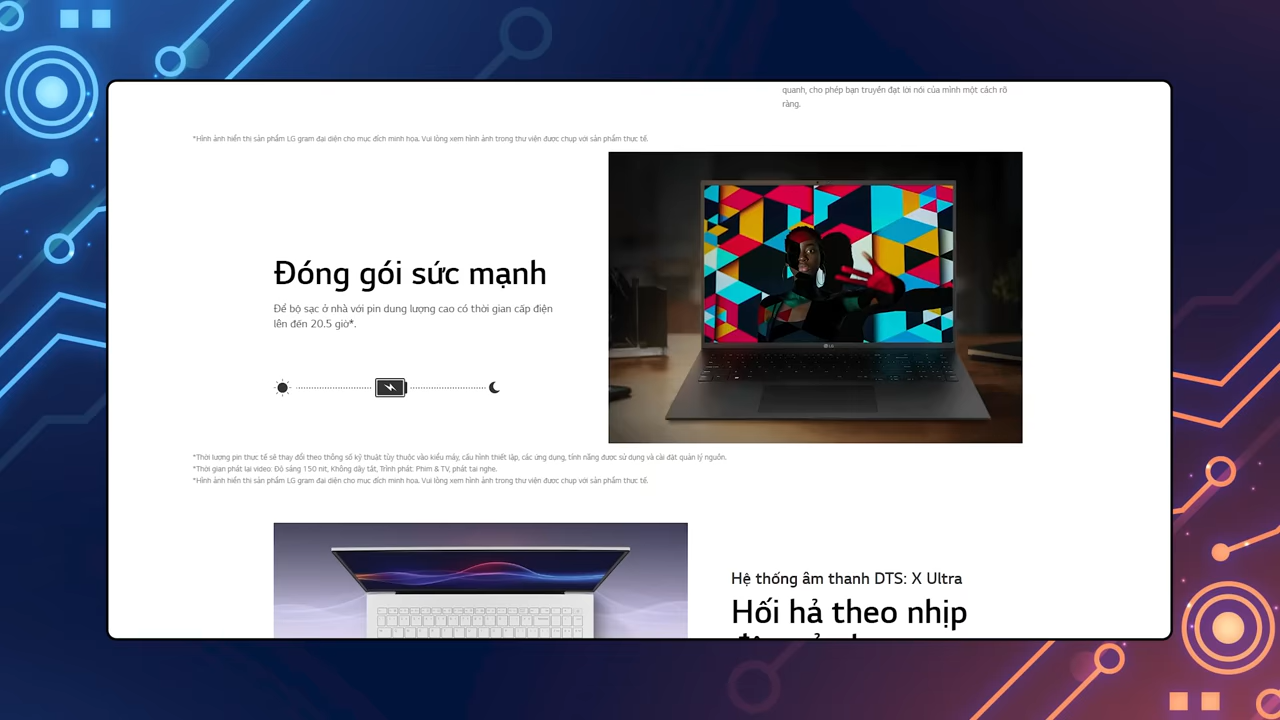 quanh, cho phép bạn truyền đạt lời nói của mình một cách rõ
ràng.
*Hình ảnh hiển thị sản phẩm LG gram đại diện cho mục đích minh họa. Vui lòng xem hình ảnh trong thư viện được chụp với sản phẩm thực tế.
Đóng gói sức mạnh
Để bộ sạc ở nhà với pin dung lượng cao có thời gian cấp điện
lên đến 20.5 giờ*.
LG
*Thời lượng pin thực tế sẽ thay đổi theo thông số kỹ thuật tùy thuộc vào kiểu máy, cấu hình thiết lập, các ứng dụng, tính năng được sử dụng và cài đặt quản lý nguồn.
*Thời gian phát lại video: Độ sáng 150 nit, Không dây tắt, Trình phát: Phim & TV, phát tai nghe.
*Hình ảnh hiển thị sản phẩm LG gram đại diện cho mục đích minh họa. Vui lòng xem hình ảnh trong thư viện được chụp với sản phẩm thực tế.
Hệ thống âm thanh DTS: X Ultra
Hối hả theo nhịp